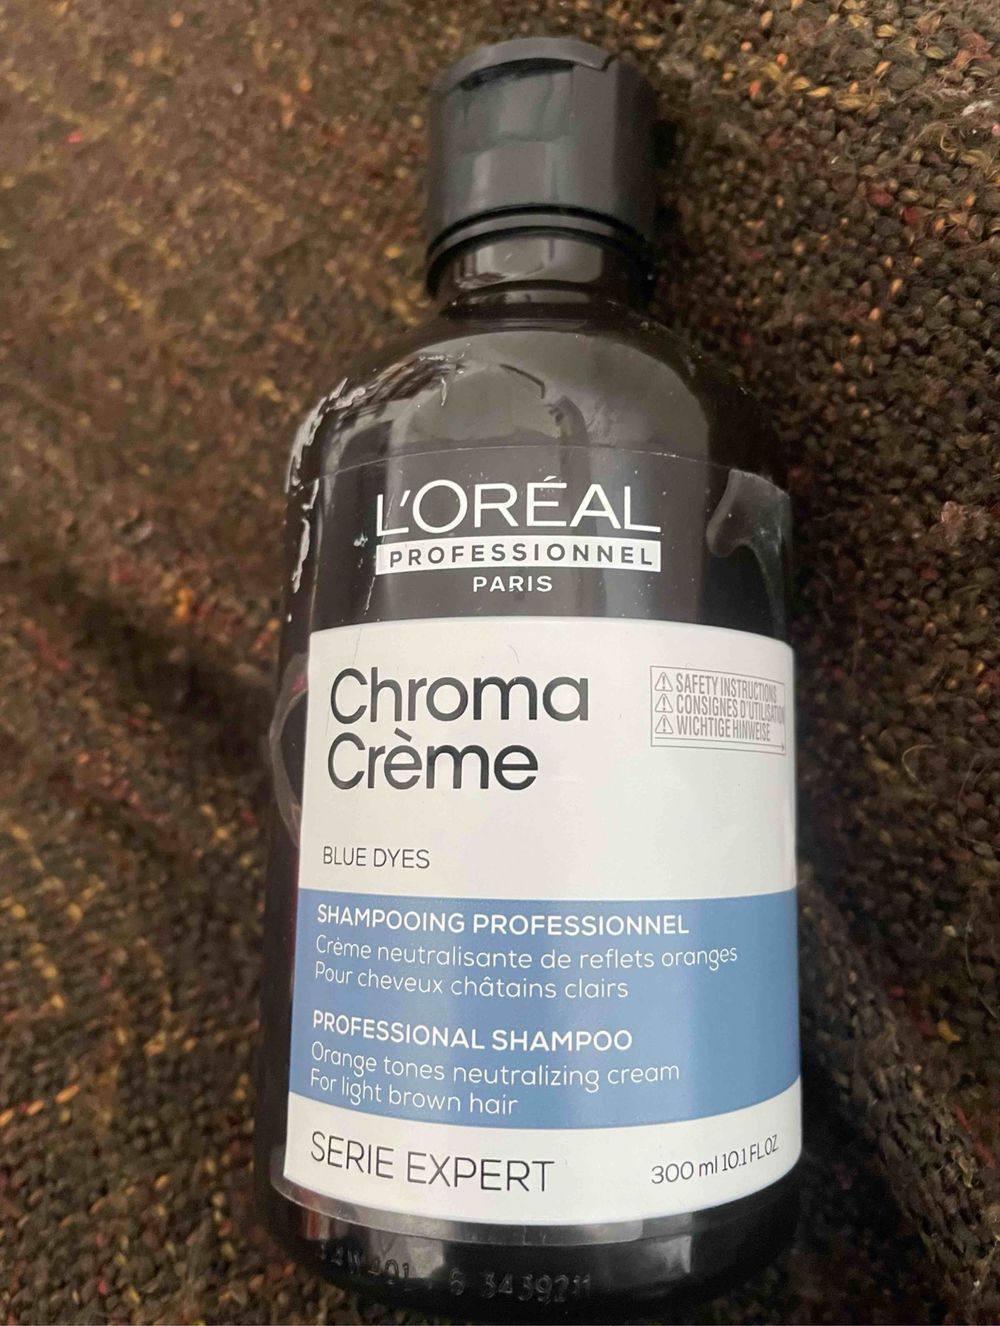 L'ORÉAL
PROFESSIONNEL
PARIS
Chroma
Crème
⚠ SAFETY INSTRUCTIONS
⚠ CONSIGNES D'UTILISATION
⚠ WICHTIGE HINWEISE
BLUE DYES
SHAMPOOING PROFESSIONNEL
Crème neutralisante de reflets oranges
Pour cheveux châtains clairs
PROFESSIONAL SHAMPOO
Orange tones neutralizing cream
For light brown hair
SERIE EXPERT
300 ml 10.1 FL.OZ